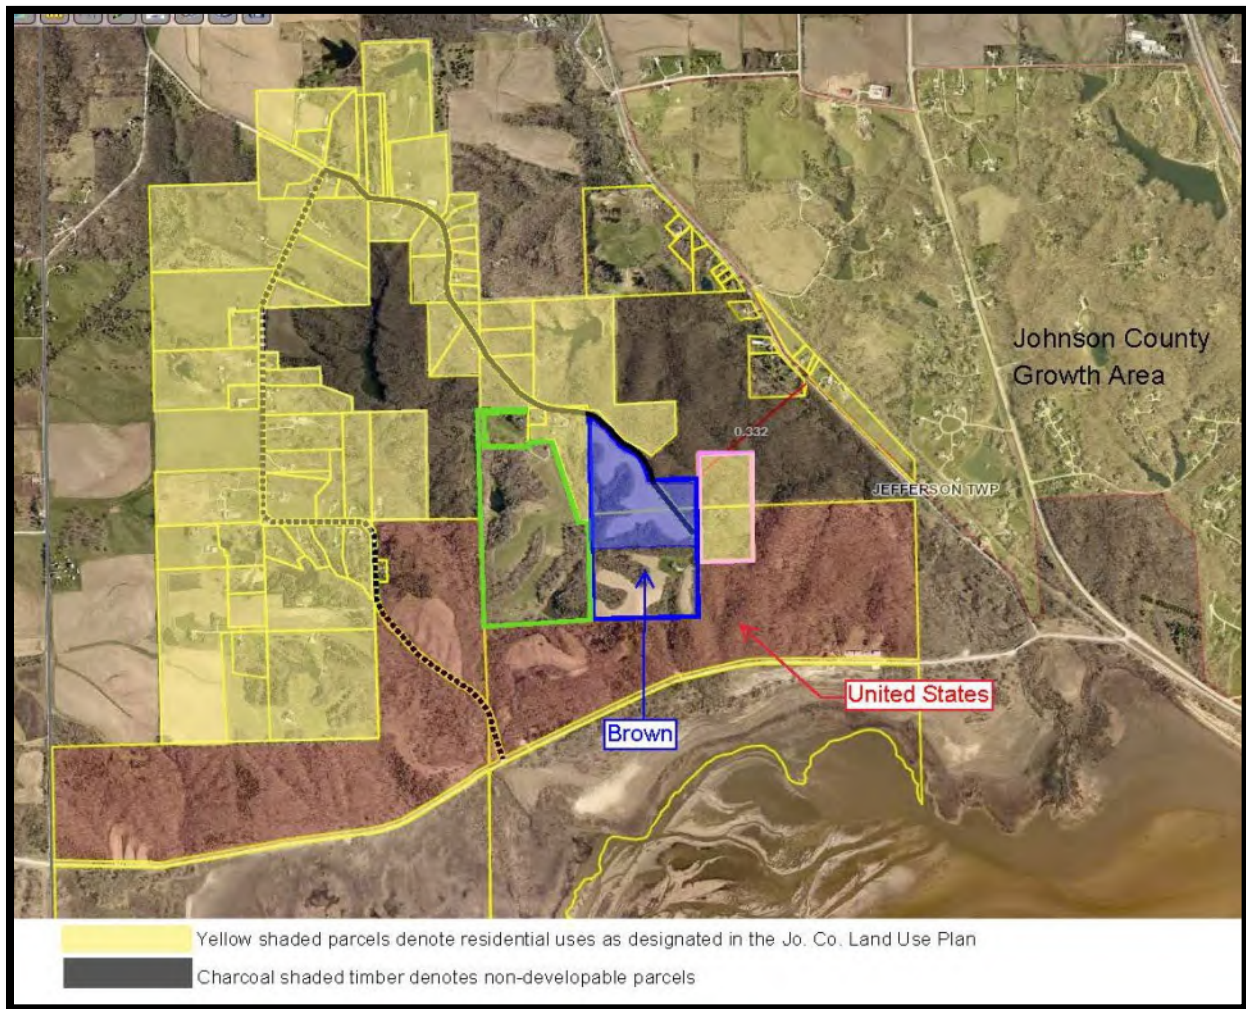 Johnson County
Growth Area
0.332
JEFFERSON TWP
United States
Brown
Yellow shaded parcels denote residential uses as designated in the Jo. Co. Land Use Plan
Charcoal shaded timber denotes non-developable parcels